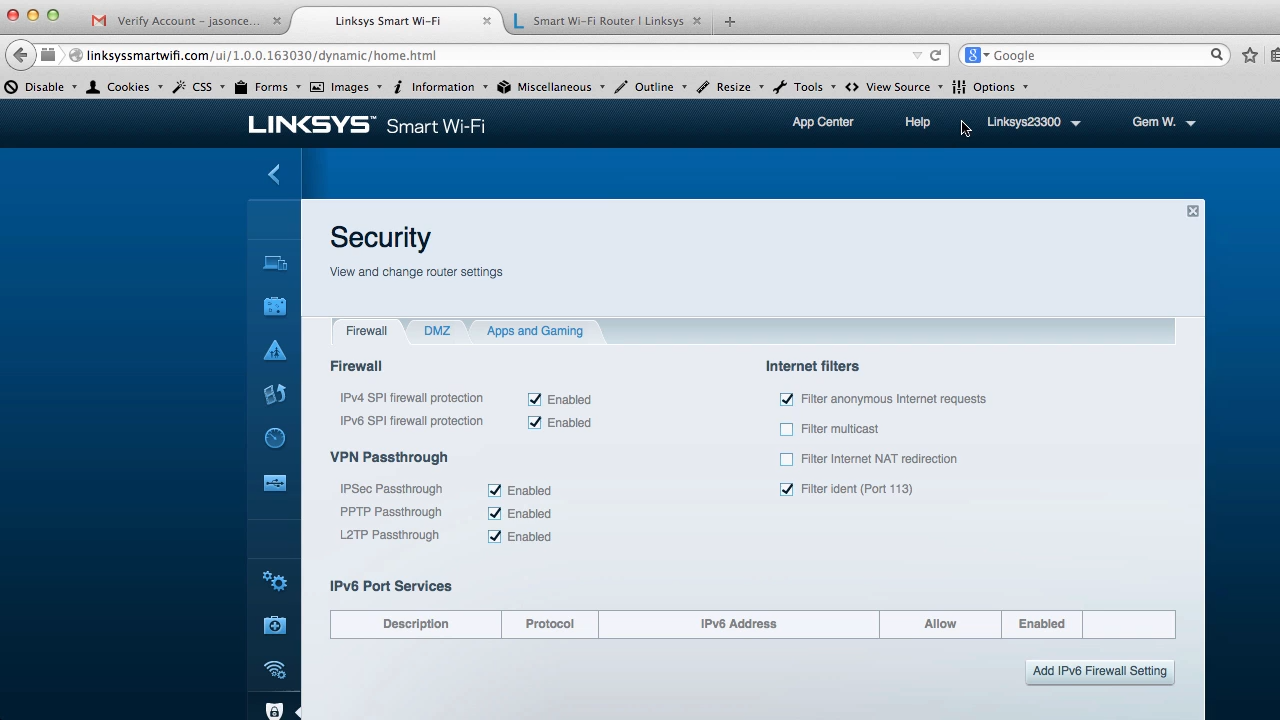 Verify Account - jasonce...
Linksys Smart Wi-Fi
Smart Wi-Fi Router | Linksys
linksyssmartwifi.com/ui/1.0.0.163030/dynamic/home.html
Google
Disable Cookies CSS Forms Images Information Miscellaneous Outline Resize Tools View Source Options
LINKSYS™ Smart Wi-Fi
App Center Help Linksys23300 Gem W.
Security
View and change router settings
Firewall DMZ Apps and Gaming
Firewall
IPv4 SPI firewall protection Enabled
IPv6 SPI firewall protection Enabled
VPN Passthrough
IPSec Passthrough Enabled
PPTP Passthrough Enabled
L2TP Passthrough Enabled
Internet filters
Filter anonymous Internet requests
Filter multicast
Filter Internet NAT redirection
Filter ident (Port 113)
IPv6 Port Services
Description Protocol IPv6 Address Allow Enabled
Add IPv6 Firewall Setting